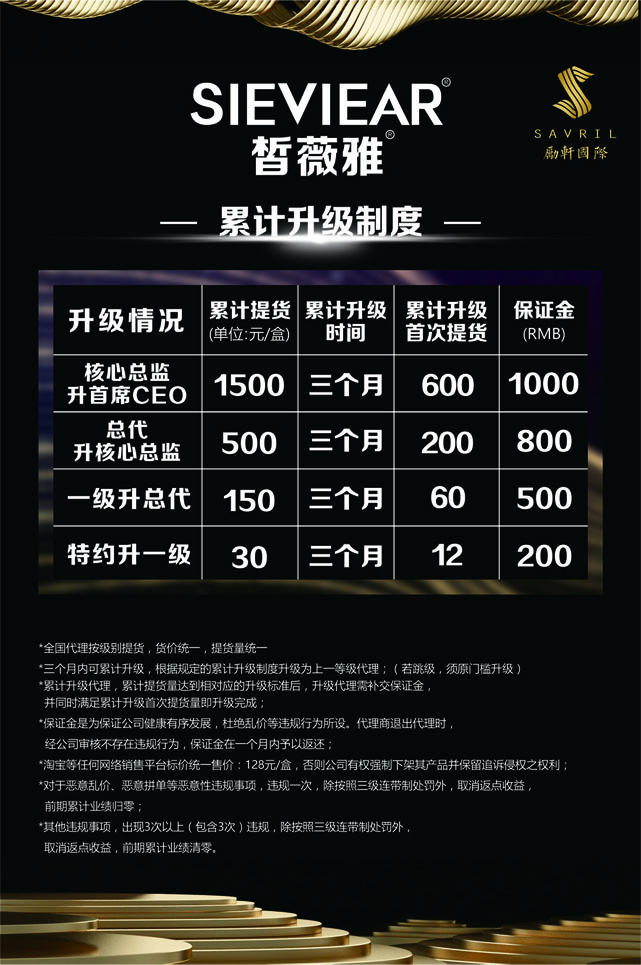 SIEVIEAR®
皙薇雅®
SAVRIL
勵軒國際
— 累计升级制度 —
升级情况 累计提货(单位:元/盒) 累计升级时间 累计升级首次提货 保证金(RMB)
核心总监升首席CEO 1500 三个月 600 1000
总代升核心总监 500 三个月 200 800
一级升总代 150 三个月 60 500
特约升一级 30 三个月 12 200
*全国代理按级别提货，货价统一，提货量统一
*三个月内可累计升级，根据规定的累计升级制度升级为上一等级代理；（若跳级，须原门槛升级）
*累计升级代理，累计提货量达到相对应的升级标准后，升级代理需补交保证金，
并同时满足累计升级首次提货量即升级完成；
*保证金是为保证公司健康有序发展，杜绝乱价等违规行为所设。代理商退出代理时，
经公司审核不存在违规行为，保证金在一个月内予以返还；
*淘宝等任何网络销售平台标价统一售价：128元/盒，否则公司有权强制下架其产品并保留追诉侵权之权利；
*对于恶意乱价、恶意拼单等恶意性违规事项，违规一次，除按照三级连带制处罚外，取消返点收益，
前期累计业绩归零；
*其他违规事项，出现3次以上（包含3次）违规，除按照三级连带制处罚外，
取消返点收益，前期累计业绩清零。